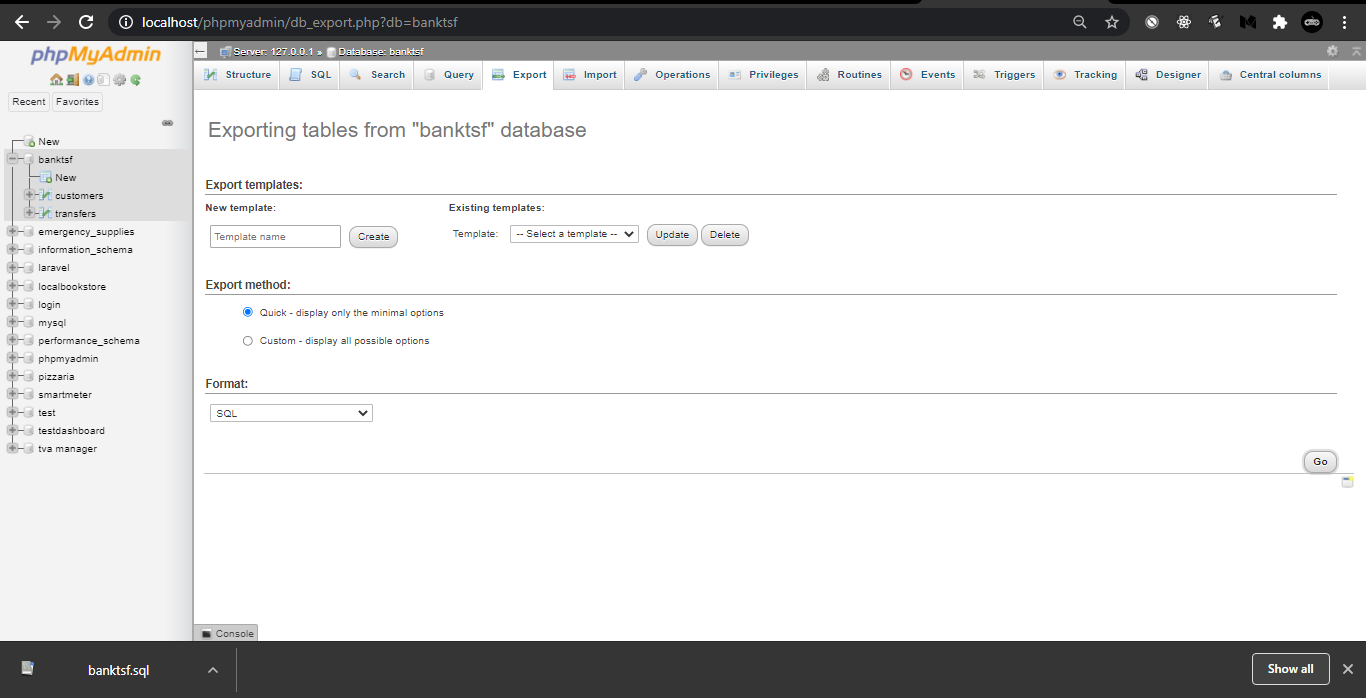 localhost/phpmyadmin/db_export.php?db=banktsf
phpMyAdmin
Recent Favorites
New
banktsf
New
customers
transfers
emergency_supplies
information_schema
laravel
localbookstore
login
mysql
performance_schema
phpmyadmin
pizzaria
smartmeter
test
testdashboard
tva manager
Server: 127.0.0.1 » Database: banktsf
Structure SQL Search Query Export Import Operations Privileges Routines Events Triggers Tracking Designer Central columns
Exporting tables from "banktsf" database
Export templates:
New template: Existing templates:
Template name Create Template: -- Select a template -- Update Delete
Export method:
Quick - display only the minimal options
Custom - display all possible options
Format:
SQL
Go
Console
banktsf.sql Show all